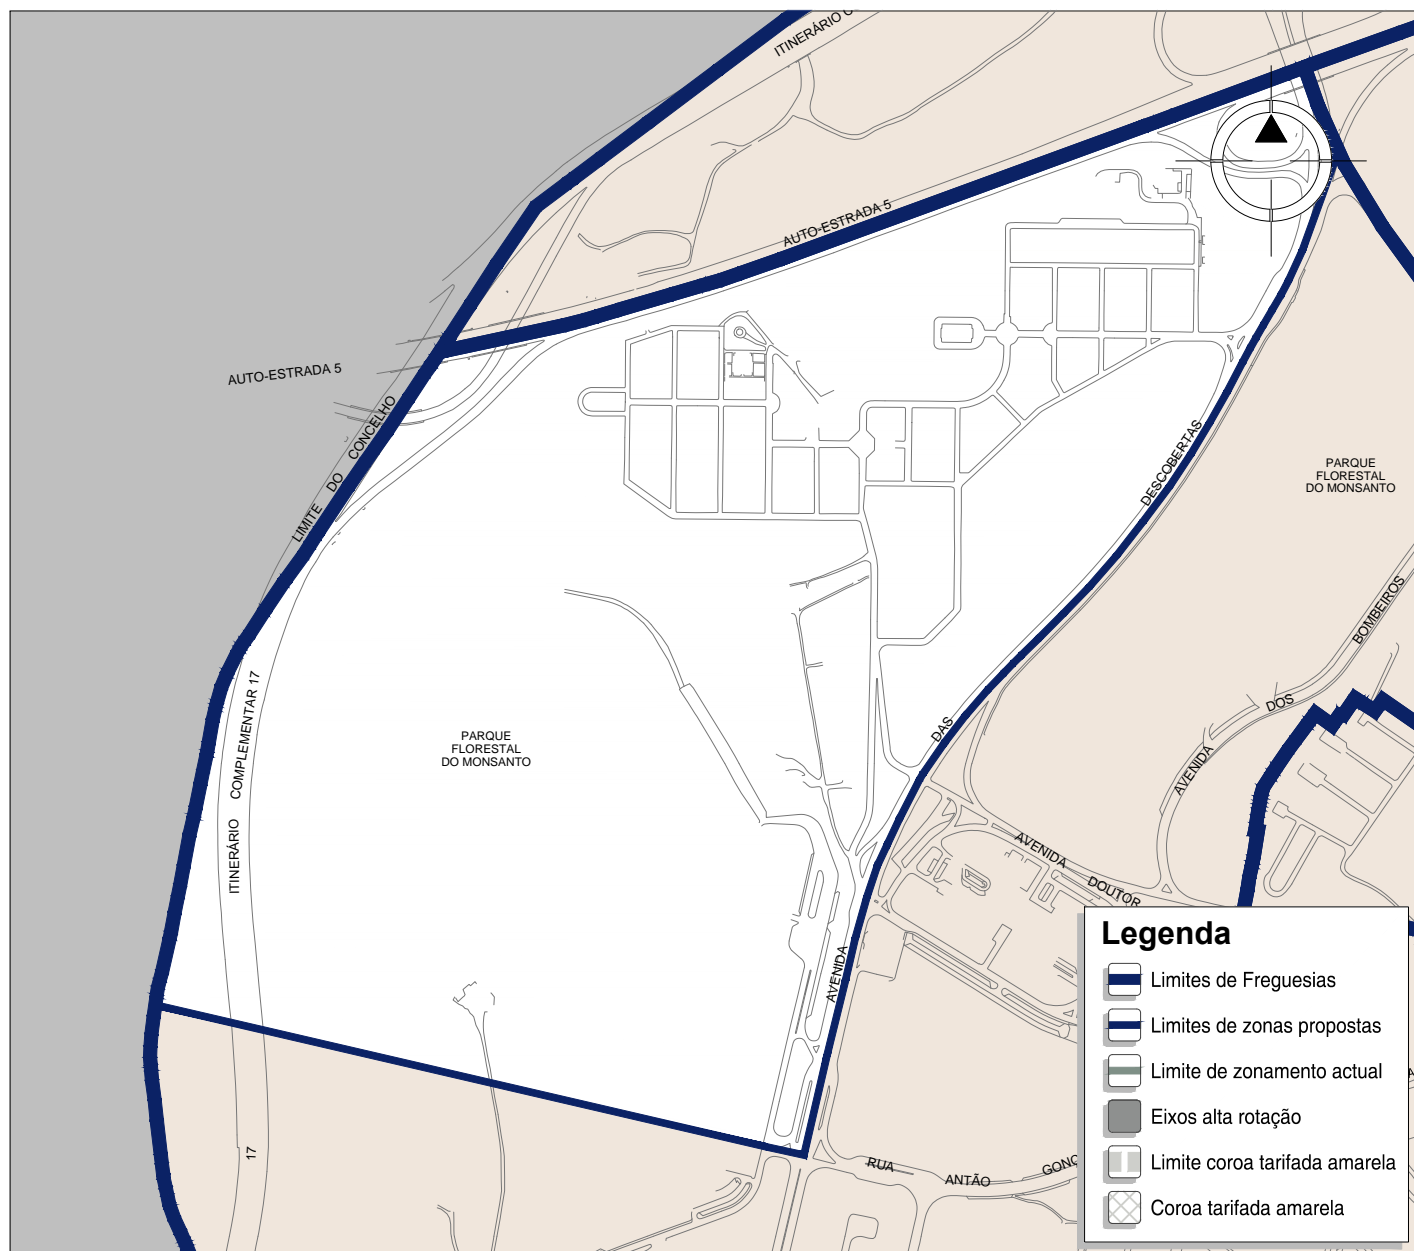 ITINERÁRIO
AUTO-ESTRADA 5
AUTO-ESTRADA 5
LIMITE DO CONCELHO
DESCOBERTAS
PARQUE
FLORESTAL
DO MONSANTO
BOMBEIROS
DOS
AVENIDA
DAS
ITINERÁRIO COMPLEMENTAR 17
PARQUE
FLORESTAL
DO MONSANTO
AVENIDA
DOUTOR
AVENIDA
17
RUA ANTÃO GONÇ
Legenda
Limites de Freguesias
Limites de zonas propostas
Limite de zonamento actual
Eixos alta rotação
Limite coroa tarifada amarela
Coroa tarifada amarela